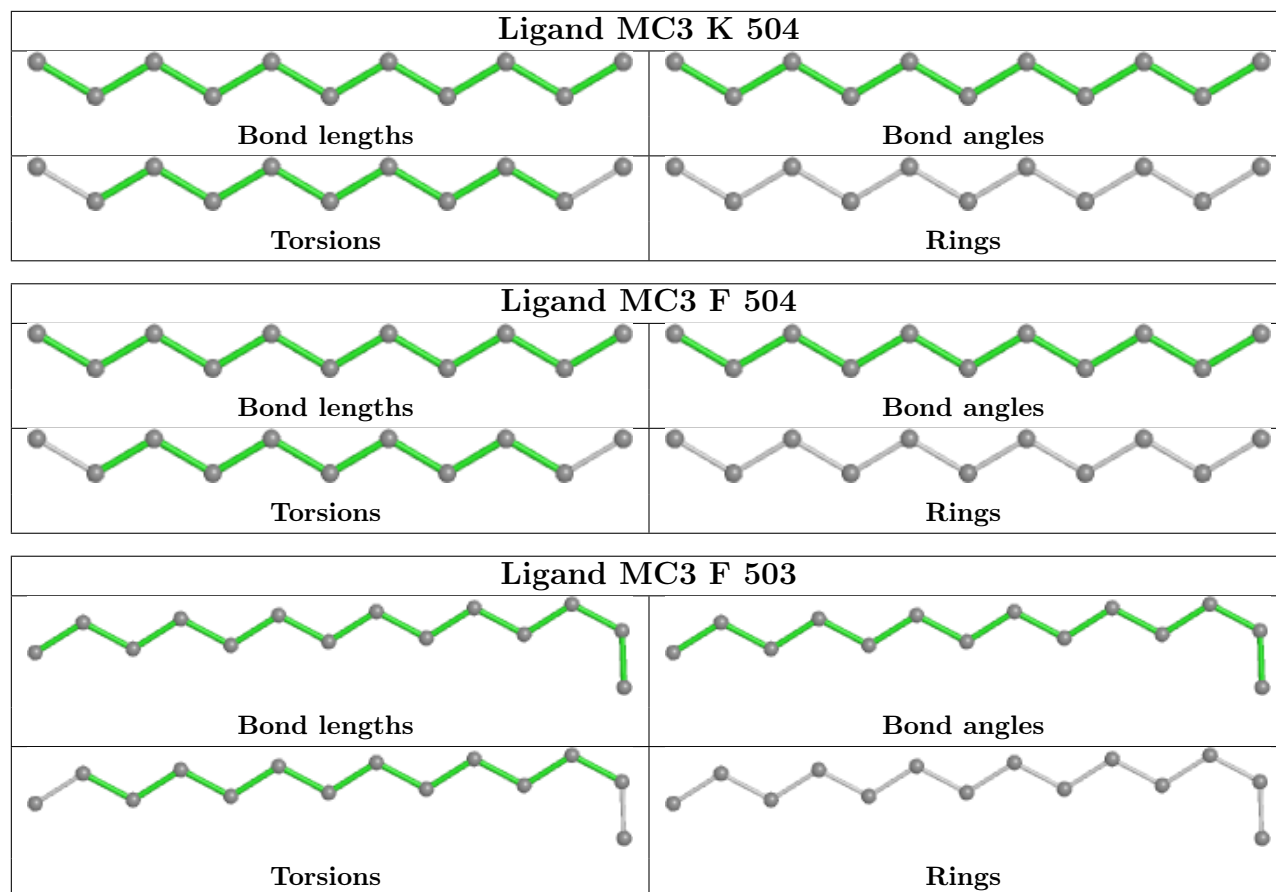 Ligand MC3 K 504
Bond lengths
Bond angles
Torsions
Rings
Ligand MC3 F 504
Bond lengths
Bond angles
Torsions
Rings
Ligand MC3 F 503
Bond lengths
Bond angles
Torsions
Rings